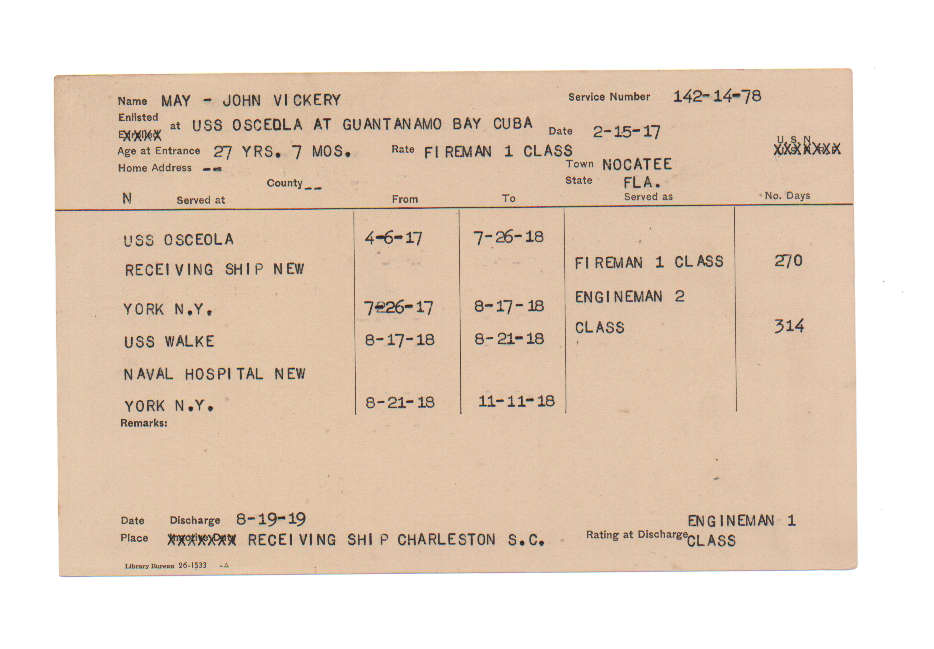 Name MAY - JOHN VICKERY Service Number 142-14-78
Enlisted
at USS OSCEOLA AT GUANTANAMO BAY CUBA Date 2-15-17
U.S.N.
Age at Entrance 27 YRS. 7 MOS. Rate FIREMAN 1 CLASS
Home Address -- Town NOCATEE
County -- State FLA.
N Served at From To Served as No. Days
USS OSCEOLA 4-6-17 7-26-18
RECEIVING SHIP NEW FIREMAN 1 CLASS 270
YORK N.Y. 7-26-17 8-17-18 ENGINEMAN 2
USS WALKE 8-17-18 8-21-18 CLASS 314
NAVAL HOSPITAL NEW
YORK N.Y. 8-21-18 11-11-18
Remarks:
Date Discharge 8-19-19 ENGINEMAN 1
Place RECEIVING SHIP CHARLESTON S.C. Rating at Discharge CLASS
Library Bureau 26-1533